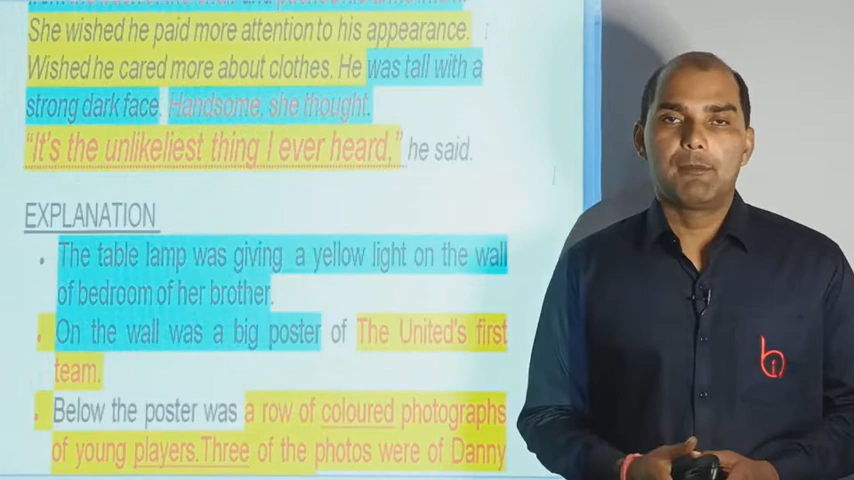 She wished he paid more attention to his appearance.
Wished he cared more about clothes. He was tall with a
strong dark face. Handsome, she thought.
"It's the unlikeliest thing I ever heard," he said.
EXPLANATION
• The table lamp was giving a yellow light on the wall
of bedroom of her brother.
• On the wall was a big poster of The United's first
team.
• Below the poster was a row of coloured photographs
of young players.Three of the photos were of Danny